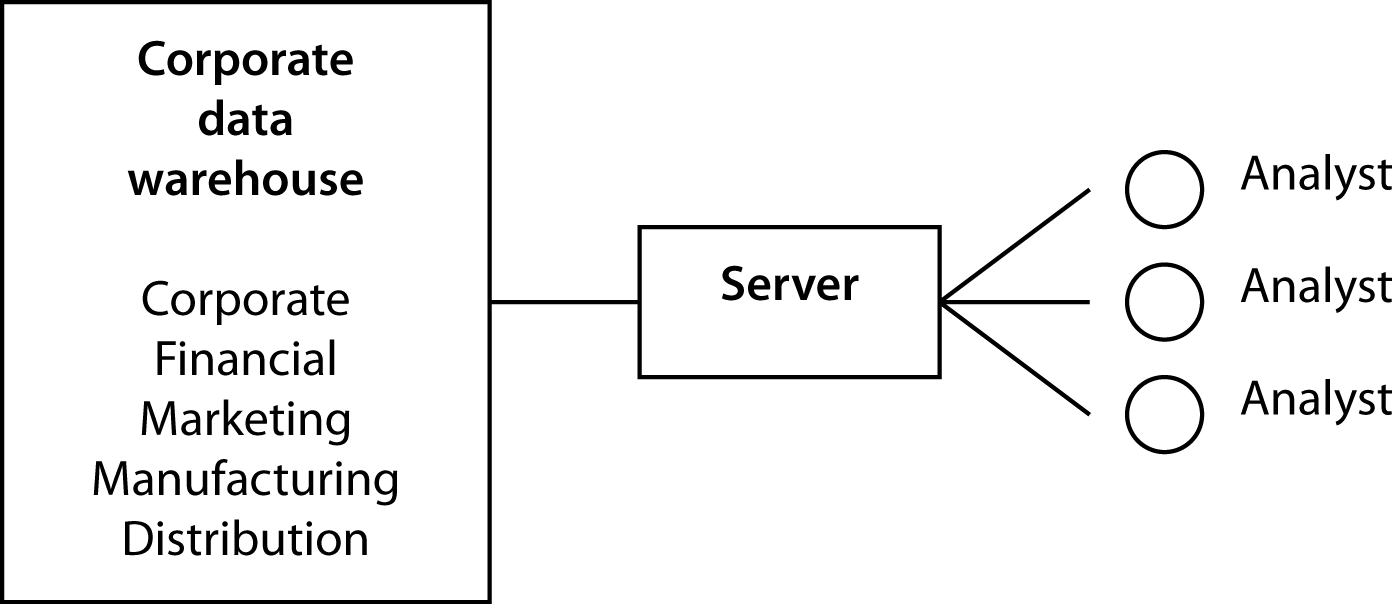 Corporate
data
warehouse
Corporate
Financial
Marketing
Manufacturing
Distribution
Server
Analyst
Analyst
Analyst